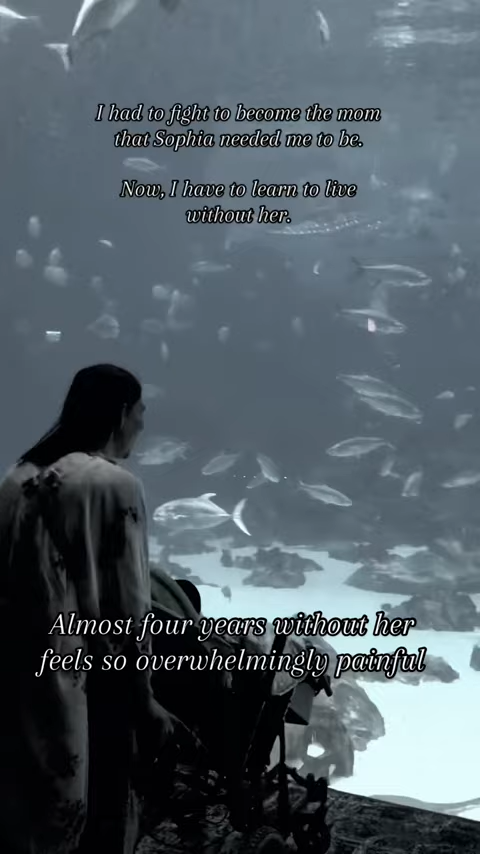 I had to fight to become the mom
that Sophia needed me to be.
Now, I have to learn to live
without her.
Almost four years without her
feels so overwhelmingly painful